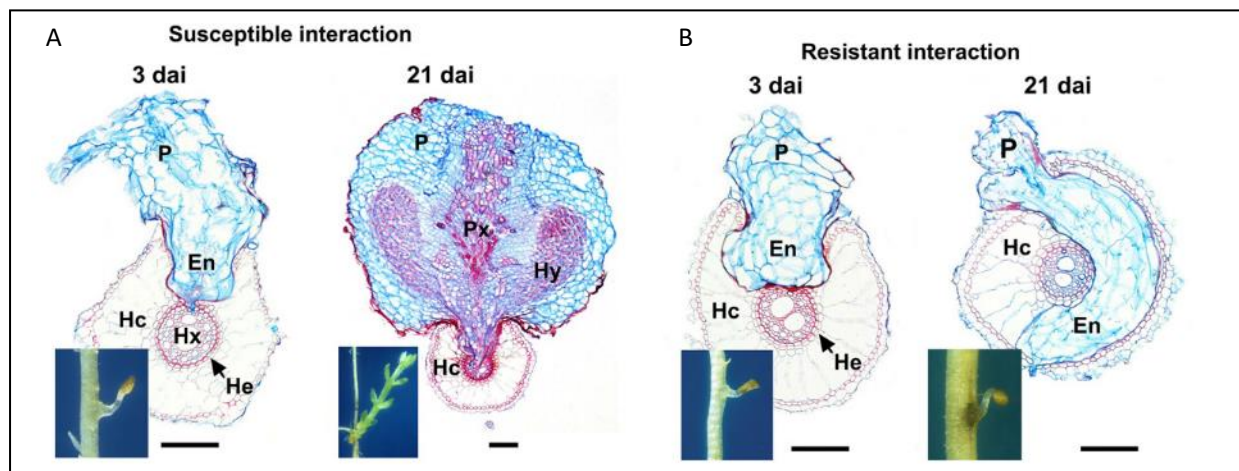 A
Susceptible interaction
3 dai
21 dai
P
En
Hc
Hx
He
P
Px
Hy
Hc
B
Resistant interaction
3 dai
21 dai
P
En
Hc
He
P
Hc
En